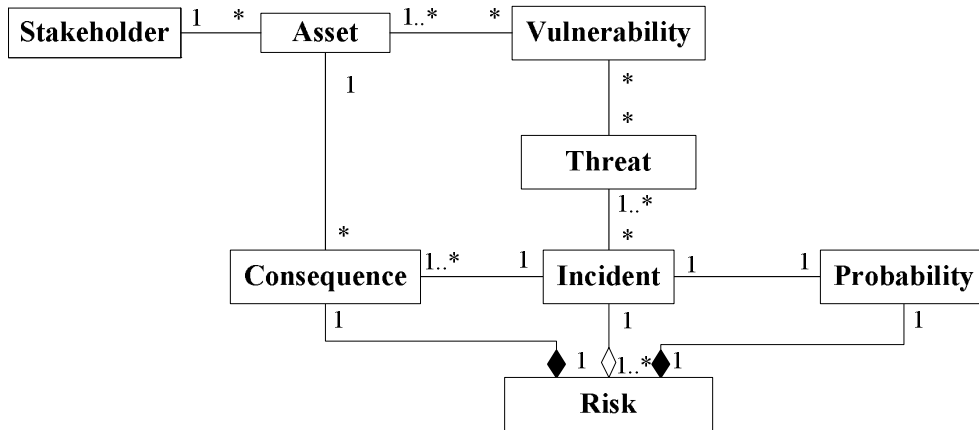 Stakeholder 1 * Asset 1..* * Vulnerability
1 *
*
Threat
1..*
* *
Consequence 1..* 1 Incident 1 1 Probability
1 1 1
1 1..* 1
Risk